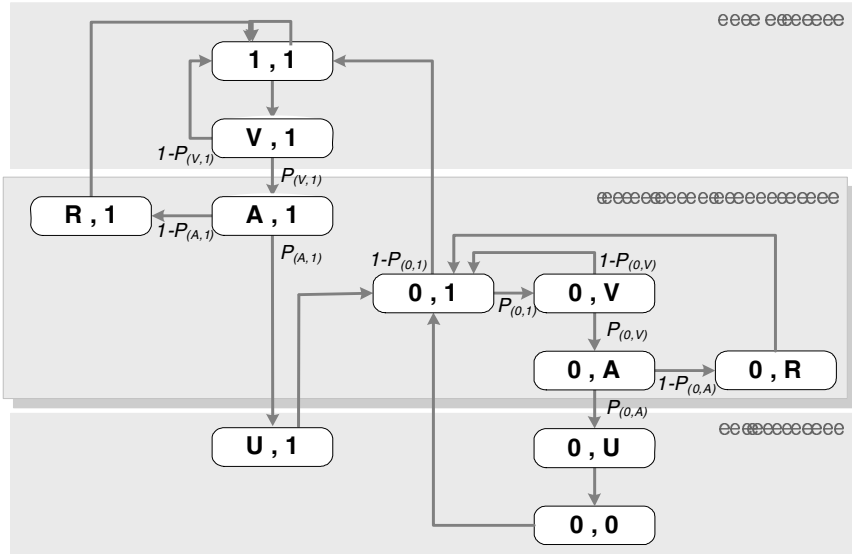 1 , 1
V , 1
1-P(V,1)
P(V,1)
R , 1
A , 1
1-P(A,1)
P(A,1)
1-P(0,1)
1-P(0,V)
0 , 1
0 , V
P(0,1)
P(0,V)
0 , A
0 , R
1-P(0,A)
P(0,A)
U , 1
0 , U
0 , 0